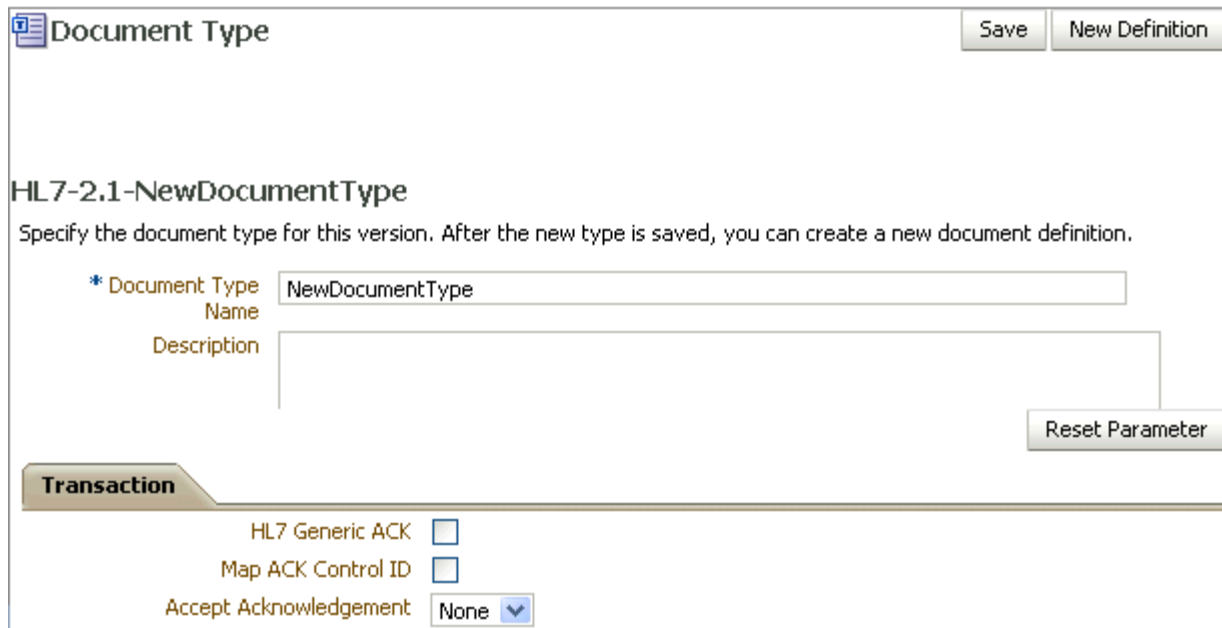 Document Type
Save
New Definition
HL7-2.1-NewDocumentType
Specify the document type for this version. After the new type is saved, you can create a new document definition.
* Document Type
Name
NewDocumentType
Description
Reset Parameter
Transaction
HL7 Generic ACK
Map ACK Control ID
Accept Acknowledgement
None